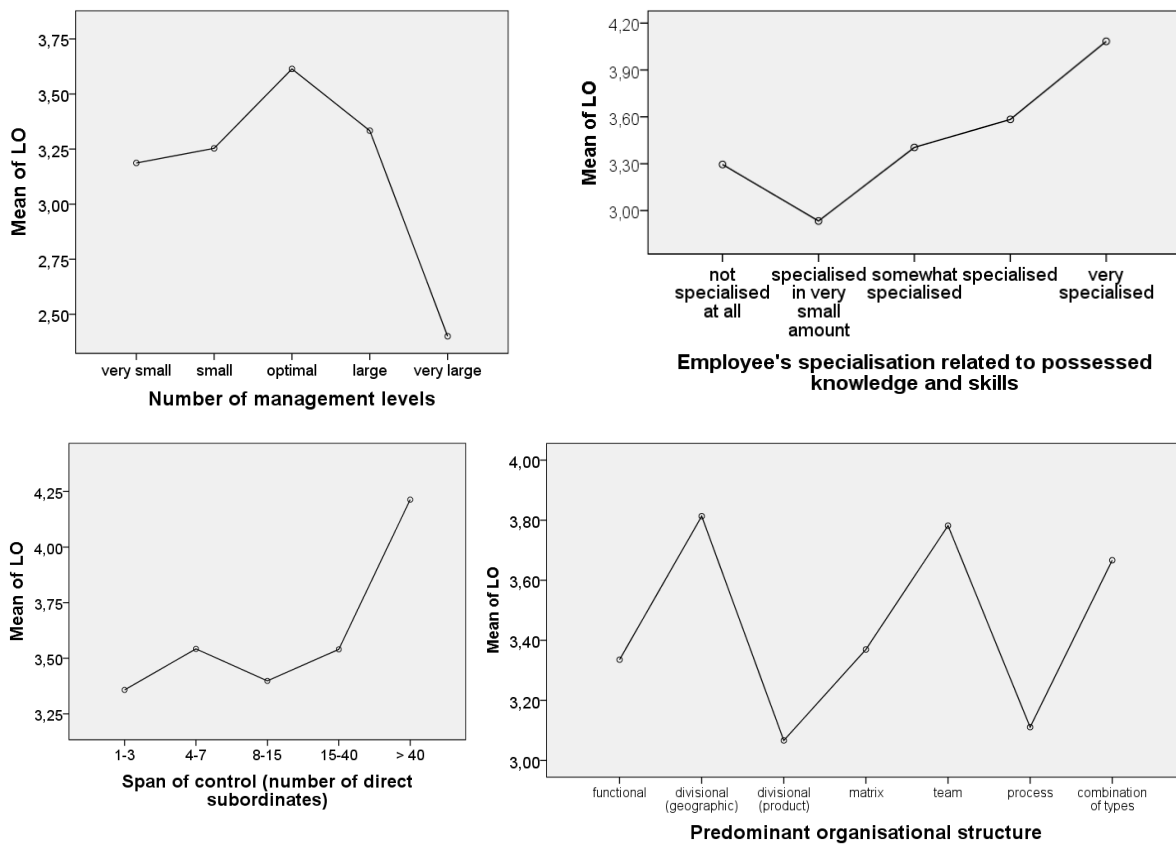 3,75
3,50
3,25
3,00
2,75
2,50
Mean of LO
very small small optimal large very large
Number of management levels
4,20
3,90
3,60
3,30
3,00
Mean of LO
not
specialised
at all
specialised
in very
small
amount
somewhat
specialised
specialised
very
specialised
Employee's specialisation related to possessed
knowledge and skills
4,25
4,00
3,75
3,50
3,25
Mean of LO
1-3 4-7 8-15 15-40 > 40
Span of control (number of direct
subordinates)
4,00
3,80
3,60
3,40
3,20
3,00
Mean of LO
functional
divisional
(geographic)
divisional
(product)
matrix
team
process
combination
of types
Predominant organisational structure